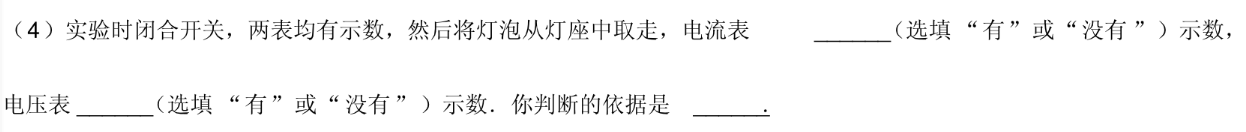 （4）实验时闭合开关，两表均有示数，然后将灯泡从灯座中取走，电流表 ______（选填 “有” 或 “没有 ” ）示数，
电压表 ______（选填 “有” 或 “没有 ” ）示数．你判断的依据是 ______．